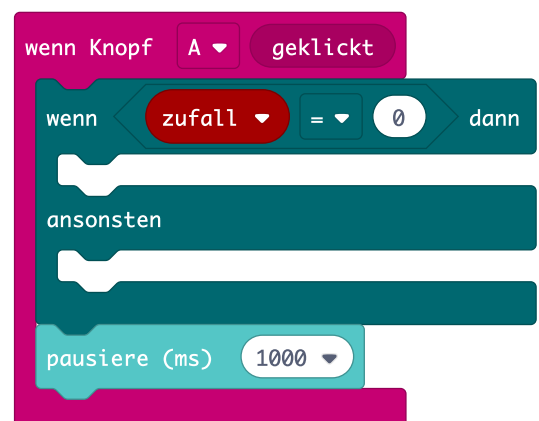 wenn Knopf A geklickt
wenn zufall = 0 dann
ansonsten
pausiere (ms) 1000